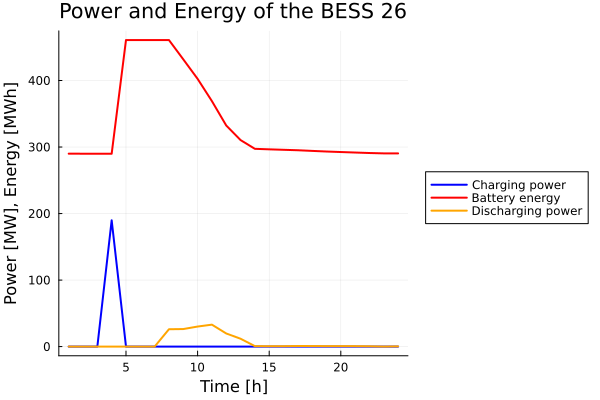 Power and Energy of the BESS 26
Power [MW], Energy [MWh]
400
300
200
100
0
5
10
15
20
Time [h]
Charging power
Battery energy
Discharging power